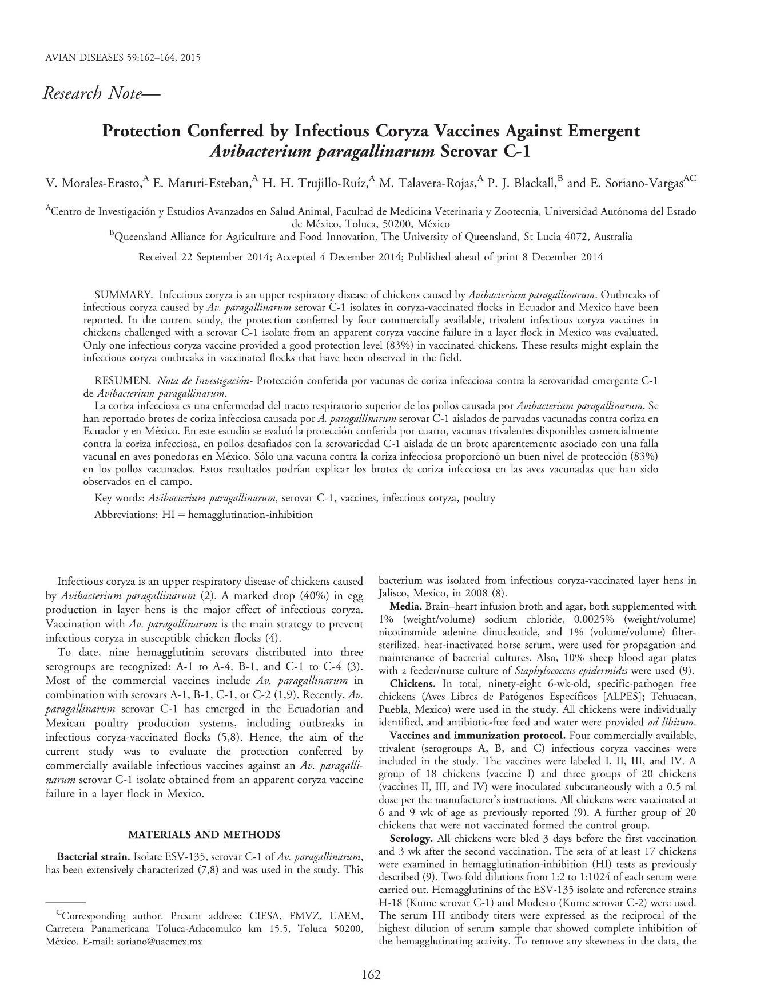 AVIAN DISEASES 59:162–164, 2015
Research Note—
Protection Conferred by Infectious Coryza Vaccines Against Emergent
Avibacterium paragallinarum Serovar C-1
V. Morales-Erasto,A E. Maruri-Esteban,A H. H. Trujillo-Ruíz,A M. Talavera-Rojas,A P. J. Blackall,B and E. Soriano-VargasAC
ACentro de Investigación y Estudios Avanzados en Salud Animal, Facultad de Medicina Veterinaria y Zootecnia, Universidad Autónoma del Estado
de México, Toluca, 50200, México
BQueensland Alliance for Agriculture and Food Innovation, The University of Queensland, St Lucia 4072, Australia
Received 22 September 2014; Accepted 4 December 2014; Published ahead of print 8 December 2014
SUMMARY. Infectious coryza is an upper respiratory disease of chickens caused by Avibacterium paragallinarum. Outbreaks of
infectious coryza caused by Av. paragallinarum serovar C-1 isolates in coryza-vaccinated flocks in Ecuador and Mexico have been
reported. In the current study, the protection conferred by four commercially available, trivalent infectious coryza vaccines in
chickens challenged with a serovar C-1 isolate from an apparent coryza vaccine failure in a layer flock in Mexico was evaluated.
Only one infectious coryza vaccine provided a good protection level (83%) in vaccinated chickens. These results might explain the
infectious coryza outbreaks in vaccinated flocks that have been observed in the field.
RESUMEN. Nota de Investigación- Protección conferida por vacunas de coriza infecciosa contra la serovaridad emergente C-1
de Avibacterium paragallinarum.
La coriza infecciosa es una enfermedad del tracto respiratorio superior de los pollos causada por Avibacterium paragallinarum. Se
han reportado brotes de coriza infecciosa causada por A. paragallinarum serovar C-1 aislados de parvadas vacunadas contra coriza en
Ecuador y en México. En este estudio se evaluó la protección conferida por cuatro, vacunas trivalentes disponibles comercialmente
contra la coriza infecciosa, en pollos desafiados con la serovariedad C-1 aislada de un brote aparentemente asociado con una falla
vacunal en aves ponedoras en México. Sólo una vacuna contra la coriza infecciosa proporcionó un buen nivel de protección (83%)
en los pollos vacunados. Estos resultados podrían explicar los brotes de coriza infecciosa en las aves vacunadas que han sido
observados en el campo.
Key words: Avibacterium paragallinarum, serovar C-1, vaccines, infectious coryza, poultry
Abbreviations: HI = hemagglutination-inhibition
Infectious coryza is an upper respiratory disease of chickens caused
by Avibacterium paragallinarum (2). A marked drop (40%) in egg
production in layer hens is the major effect of infectious coryza.
Vaccination with Av. paragallinarum is the main strategy to prevent
infectious coryza in susceptible chicken flocks (4).
To date, nine hemagglutinin serovars distributed into three
serogroups are recognized: A-1 to A-4, B-1, and C-1 to C-4 (3).
Most of the commercial vaccines include Av. paragallinarum in
combination with serovars A-1, B-1, C-1, or C-2 (1,9). Recently, Av.
paragallinarum serovar C-1 has emerged in the Ecuadorian and
Mexican poultry production systems, including outbreaks in
infectious coryza-vaccinated flocks (5,8). Hence, the aim of the
current study was to evaluate the protection conferred by
commercially available infectious vaccines against an Av. paragalli-
narum serovar C-1 isolate obtained from an apparent coryza vaccine
failure in a layer flock in Mexico.
MATERIALS AND METHODS
Bacterial strain. Isolate ESV-135, serovar C-1 of Av. paragallinarum,
has been extensively characterized (7,8) and was used in the study. This
CCorresponding author. Present address: CIESA, FMVZ, UAEM,
Carretera Panamericana Toluca-Atlacomulco km 15.5, Toluca 50200,
México. E-mail: soriano@uaemex.mx
bacterium was isolated from infectious coryza-vaccinated layer hens in
Jalisco, Mexico, in 2008 (8).
Media. Brain–heart infusion broth and agar, both supplemented with
1% (weight/volume) sodium chloride, 0.0025% (weight/volume)
nicotinamide adenine dinucleotide, and 1% (volume/volume) filter-
sterilized, heat-inactivated horse serum, were used for propagation and
maintenance of bacterial cultures. Also, 10% sheep blood agar plates
with a feeder/nurse culture of Staphylococcus epidermidis were used (9).
Chickens. In total, ninety-eight 6-wk-old, specific-pathogen free
chickens (Aves Libres de Patógenos Específicos [ALPES]; Tehuacan,
Puebla, Mexico) were used in the study. All chickens were individually
identified, and antibiotic-free feed and water were provided ad libitum.
Vaccines and immunization protocol. Four commercially available,
trivalent (serogroups A, B, and C) infectious coryza vaccines were
included in the study. The vaccines were labeled I, II, III, and IV. A
group of 18 chickens (vaccine I) and three groups of 20 chickens
(vaccines II, III, and IV) were inoculated subcutaneously with a 0.5 ml
dose per the manufacturer's instructions. All chickens were vaccinated at
6 and 9 wk of age as previously reported (9). A further group of 20
chickens that were not vaccinated formed the control group.
Serology. All chickens were bled 3 days before the first vaccination
and 3 wk after the second vaccination. The sera of at least 17 chickens
were examined in hemagglutination-inhibition (HI) tests as previously
described (9). Two-fold dilutions from 1:2 to 1:1024 of each serum were
carried out. Hemagglutinins of the ESV-135 isolate and reference strains
H-18 (Kume serovar C-1) and Modesto (Kume serovar C-2) were used.
The serum HI antibody titers were expressed as the reciprocal of the
highest dilution of serum sample that showed complete inhibition of
the hemagglutinating activity. To remove any skewness in the data, the
162